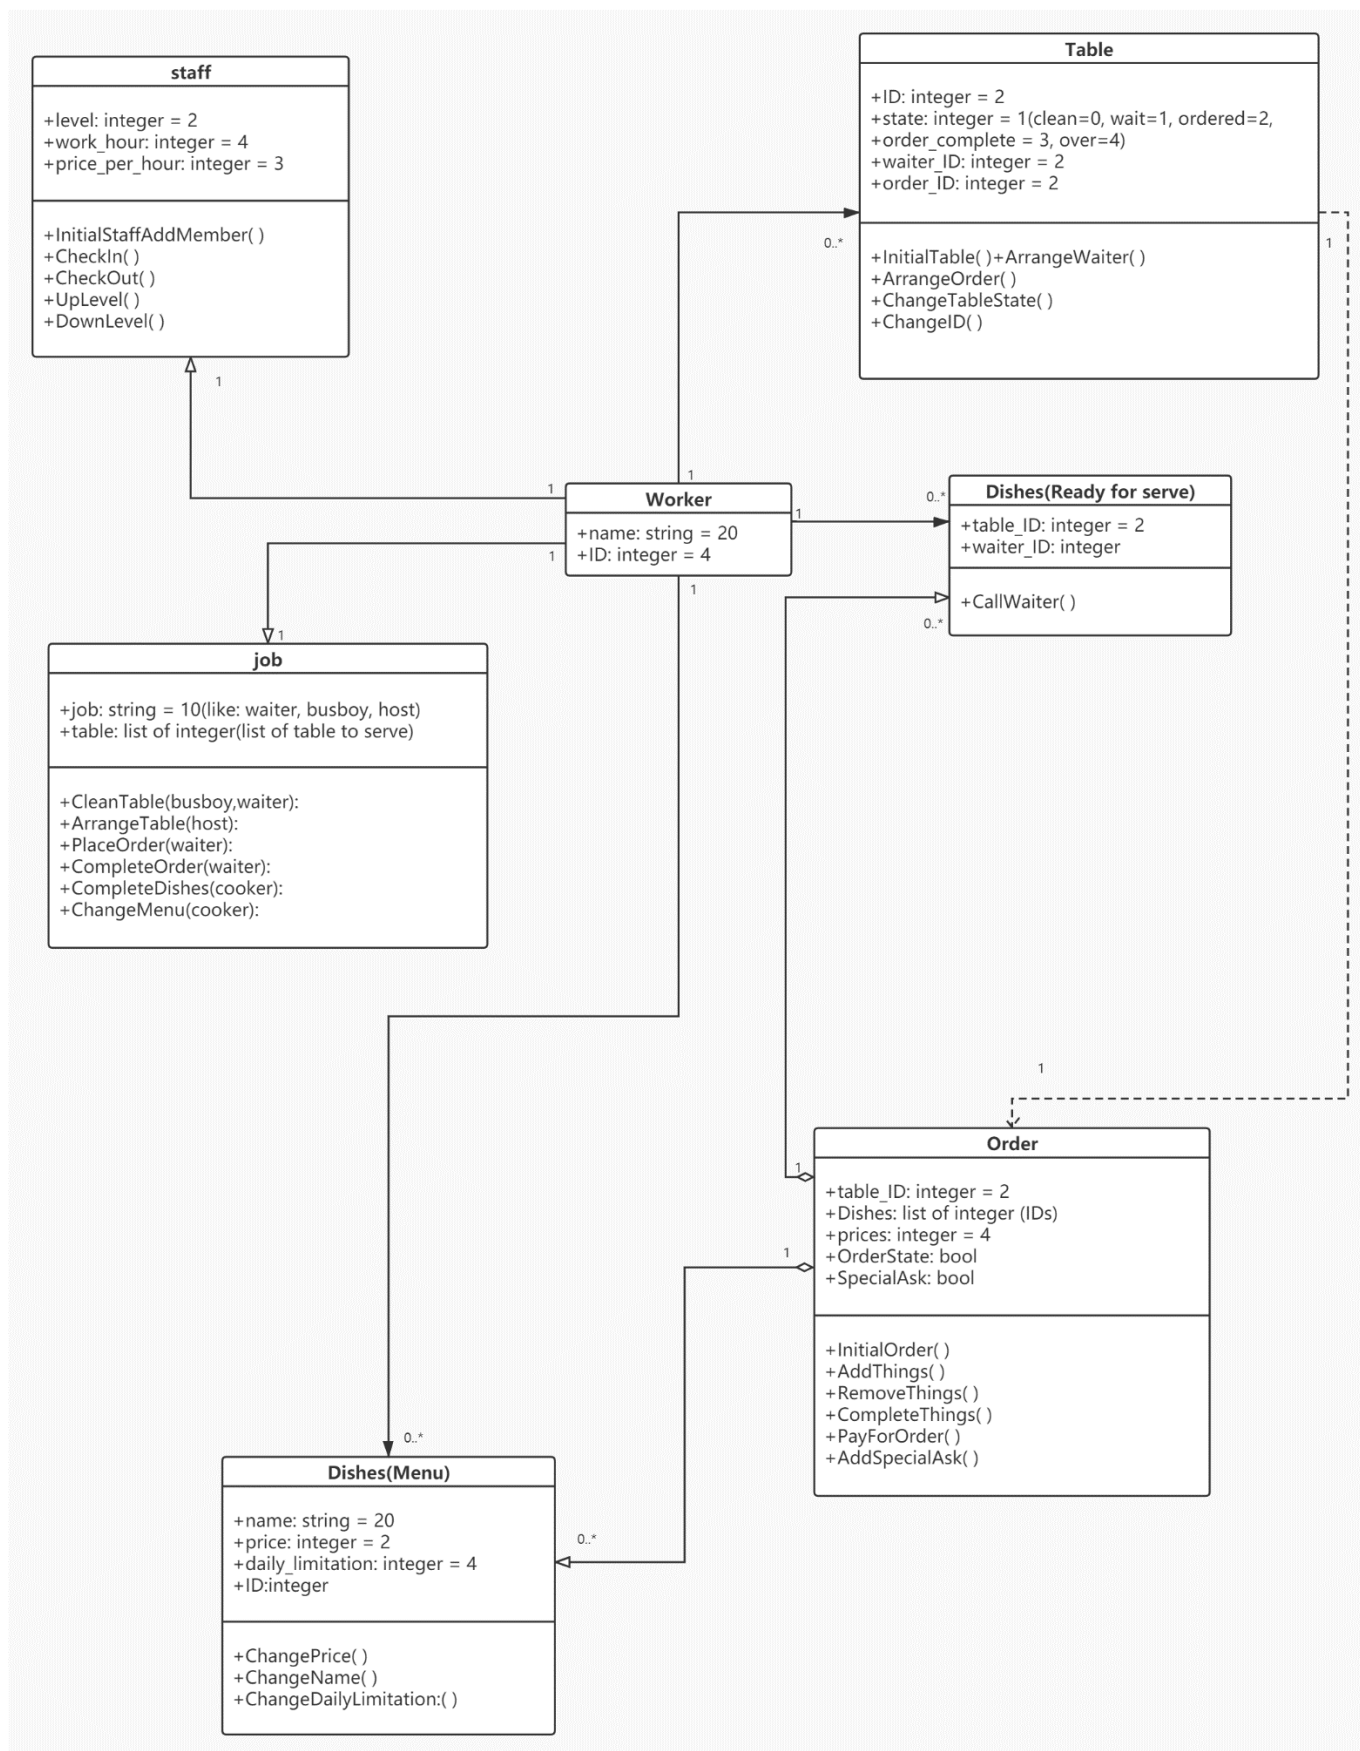 staff
+level: integer = 2
+work_hour: integer = 4
+price_per_hour: integer = 3
+InitialStaffAddMember( )
+CheckIn( )
+CheckOut( )
+UpLevel( )
+DownLevel( )
1
Table
+ID: integer = 2
+state: integer = 1(clean=0, wait=1, ordered=2,
+order_complete = 3, over=4)
+waiter_ID: integer = 2
+order_ID: integer = 2
+InitialTable( )+ArrangeWaiter( )
+ArrangeOrder( )
+ChangeTableState( )
+ChangeID( )
0..*
1
1
1
Worker
+name: string = 20
+ID: integer = 4
1
1
1
0..*
Dishes(Ready for serve)
+table_ID: integer = 2
+waiter_ID: integer
+CallWaiter( )
0..*
1
job
+job: string = 10(like: waiter, busboy, host)
+table: list of integer(list of table to serve)
+CleanTable(busboy,waiter):
+ArrangeTable(host):
+PlaceOrder(waiter):
+CompleteOrder(waiter):
+CompleteDishes(cooker):
+ChangeMenu(cooker):
1
Order
1
+table_ID: integer = 2
+Dishes: list of integer (IDs)
+prices: integer = 4
+OrderState: bool
+SpecialAsk: bool
1
+InitialOrder( )
+AddThings( )
+RemoveThings( )
+CompleteThings( )
+PayForOrder( )
+AddSpecialAsk( )
0..*
Dishes(Menu)
+name: string = 20
+price: integer = 2
+daily_limitation: integer = 4
+ID:integer
+ChangePrice( )
+ChangeName( )
+ChangeDailyLimitation:( )
0..*